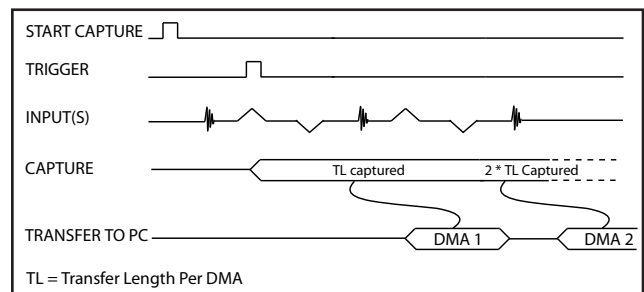 START CAPTURE
TRIGGER
INPUT(S)
CAPTURE
TL captured
2 * TL Captured
TRANSFER TO PC
DMA 1
DMA 2
TL = Transfer Length Per DMA